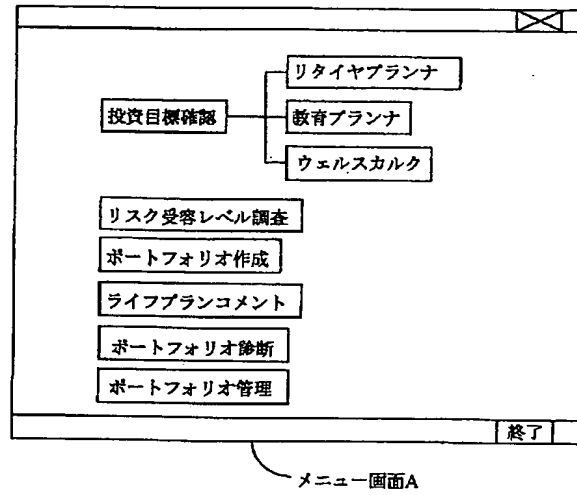 リタイヤプランナ
投資目標確認
教育プランナ
ウェルスカルク
リスク受容レベル調査
ポートフォリオ作成
ライフプランコメント
ポートフォリオ診断
ポートフォリオ管理
終了
メニュー画面A